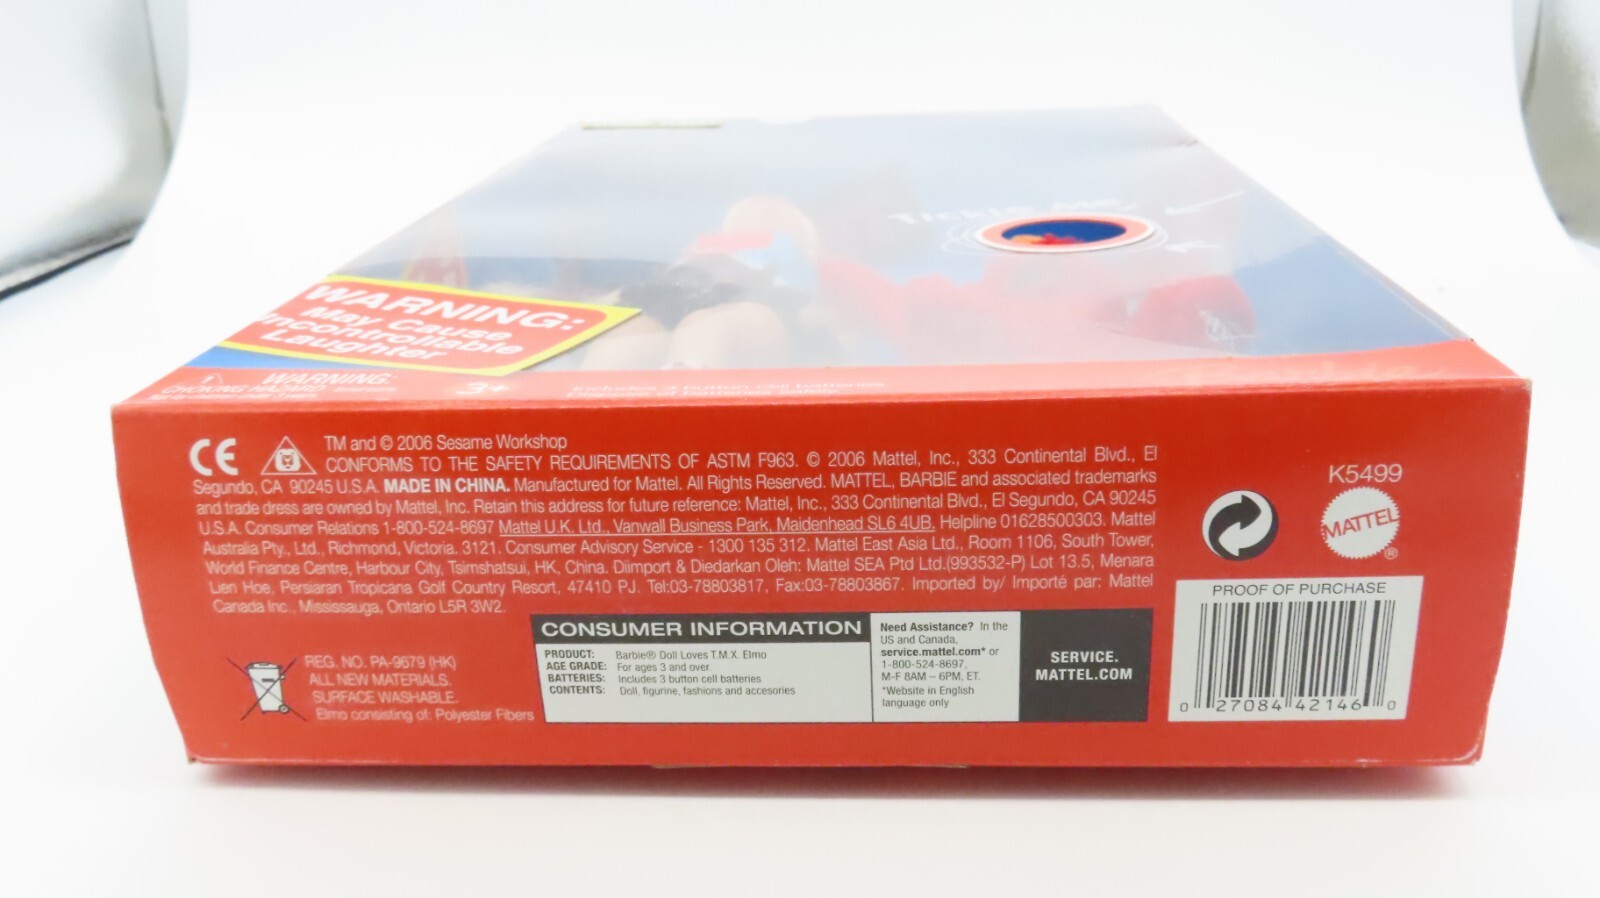 TICKLE ME
WARNING:
May Cause
Incontrollable
Laughter
WARNING:
CHOKING HAZARD
3+
Includes 3 button cell batteries
CE
TM and © 2006 Sesame Workshop
CONFORMS TO THE SAFETY REQUIREMENTS OF ASTM F963. © 2006 Mattel, Inc., 333 Continental Blvd., El
Segundo, CA 90245 U.S.A. MADE IN CHINA. Manufactured for Mattel. All Rights Reserved. MATTEL, BARBIE and associated trademarks
and trade dress are owned by Mattel, Inc. Retain this address for future reference: Mattel, Inc., 333 Continental Blvd., El Segundo, CA 90245
U.S.A. Consumer Relations 1-800-524-8697 Mattel U.K. Ltd., Vanwall Business Park, Maidenhead SL6 4UB. Helpline 01628500303. Mattel
Australia Pty., Ltd., Richmond, Victoria. 3121. Consumer Advisory Service - 1300 135 312. Mattel East Asia Ltd., Room 1106, South Tower,
World Finance Centre, Harbour City, Tsimshatsui, HK, China. Diimport & Diedarkan Oleh: Mattel SEA Ptd Ltd.(993532-P) Lot 13.5, Menara
Lien Hoe, Persiaran Tropicana Golf Country Resort, 47410 PJ. Tel:03-78803817, Fax:03-78803867. Imported by/ Importé par: Mattel
Canada Inc., Mississauga, Ontario L5R 3W2.
REG. NO. PA-9679 (HK)
ALL NEW MATERIALS.
SURFACE WASHABLE.
Elmo consisting of: Polyester Fibers
CONSUMER INFORMATION
PRODUCT: Barbie® Doll Loves T.M.X. Elmo
AGE GRADE: For ages 3 and over.
BATTERIES: Includes 3 button cell batteries
CONTENTS: Doll, figurine, fashions and accesories
Need Assistance? In the
US and Canada,
service.mattel.com* or
1-800-524-8697,
M-F 8AM – 6PM, ET.
*Website in English
language only
SERVICE.
MATTEL.COM
K5499
MATTEL®
PROOF OF PURCHASE
0 27084 42146 0